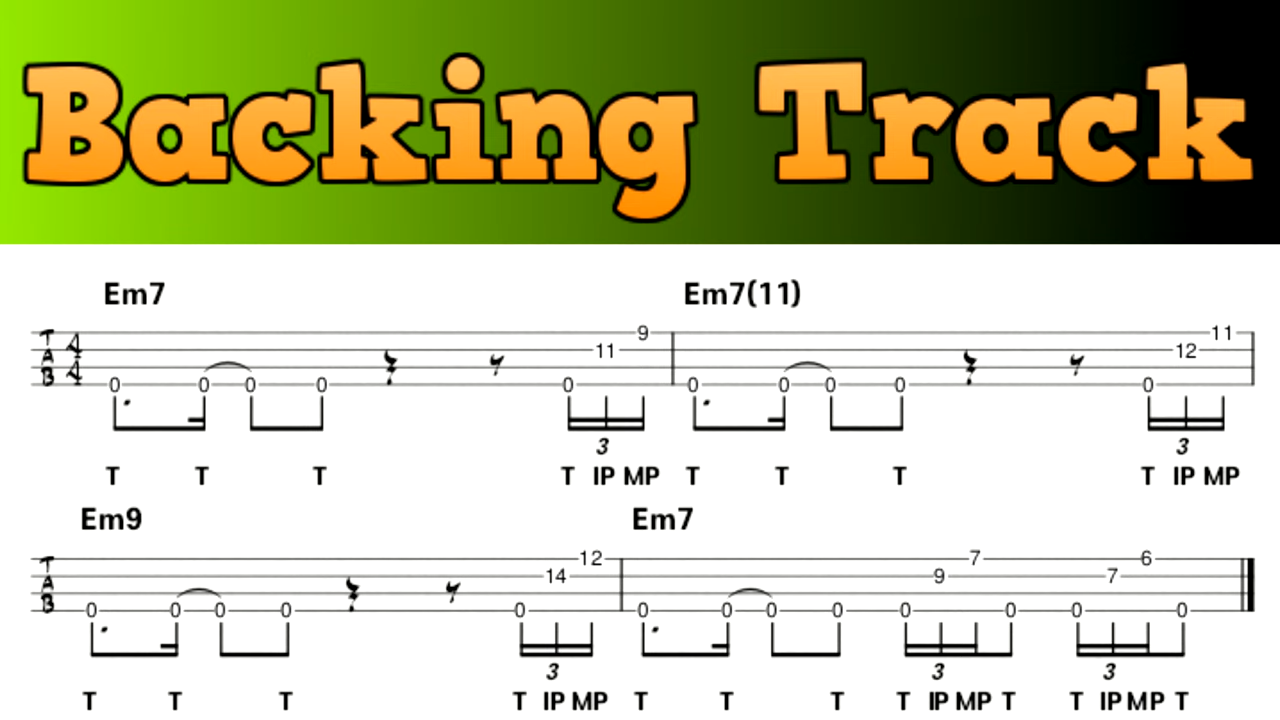 Backing Track
Em7 Em7(11)
T A B 4/4 0 0 0 0 0 11 9 0 0 0 0 0 12 11
3 3
T T T T IP MP T T T T IP MP
Em9 Em7
T A B 0 0 0 0 0 14 12 0 0 0 0 0 9 7 0 0 7 6 0
3 3 3
T T T T IP MP T T T T IP MP T T IP MP T